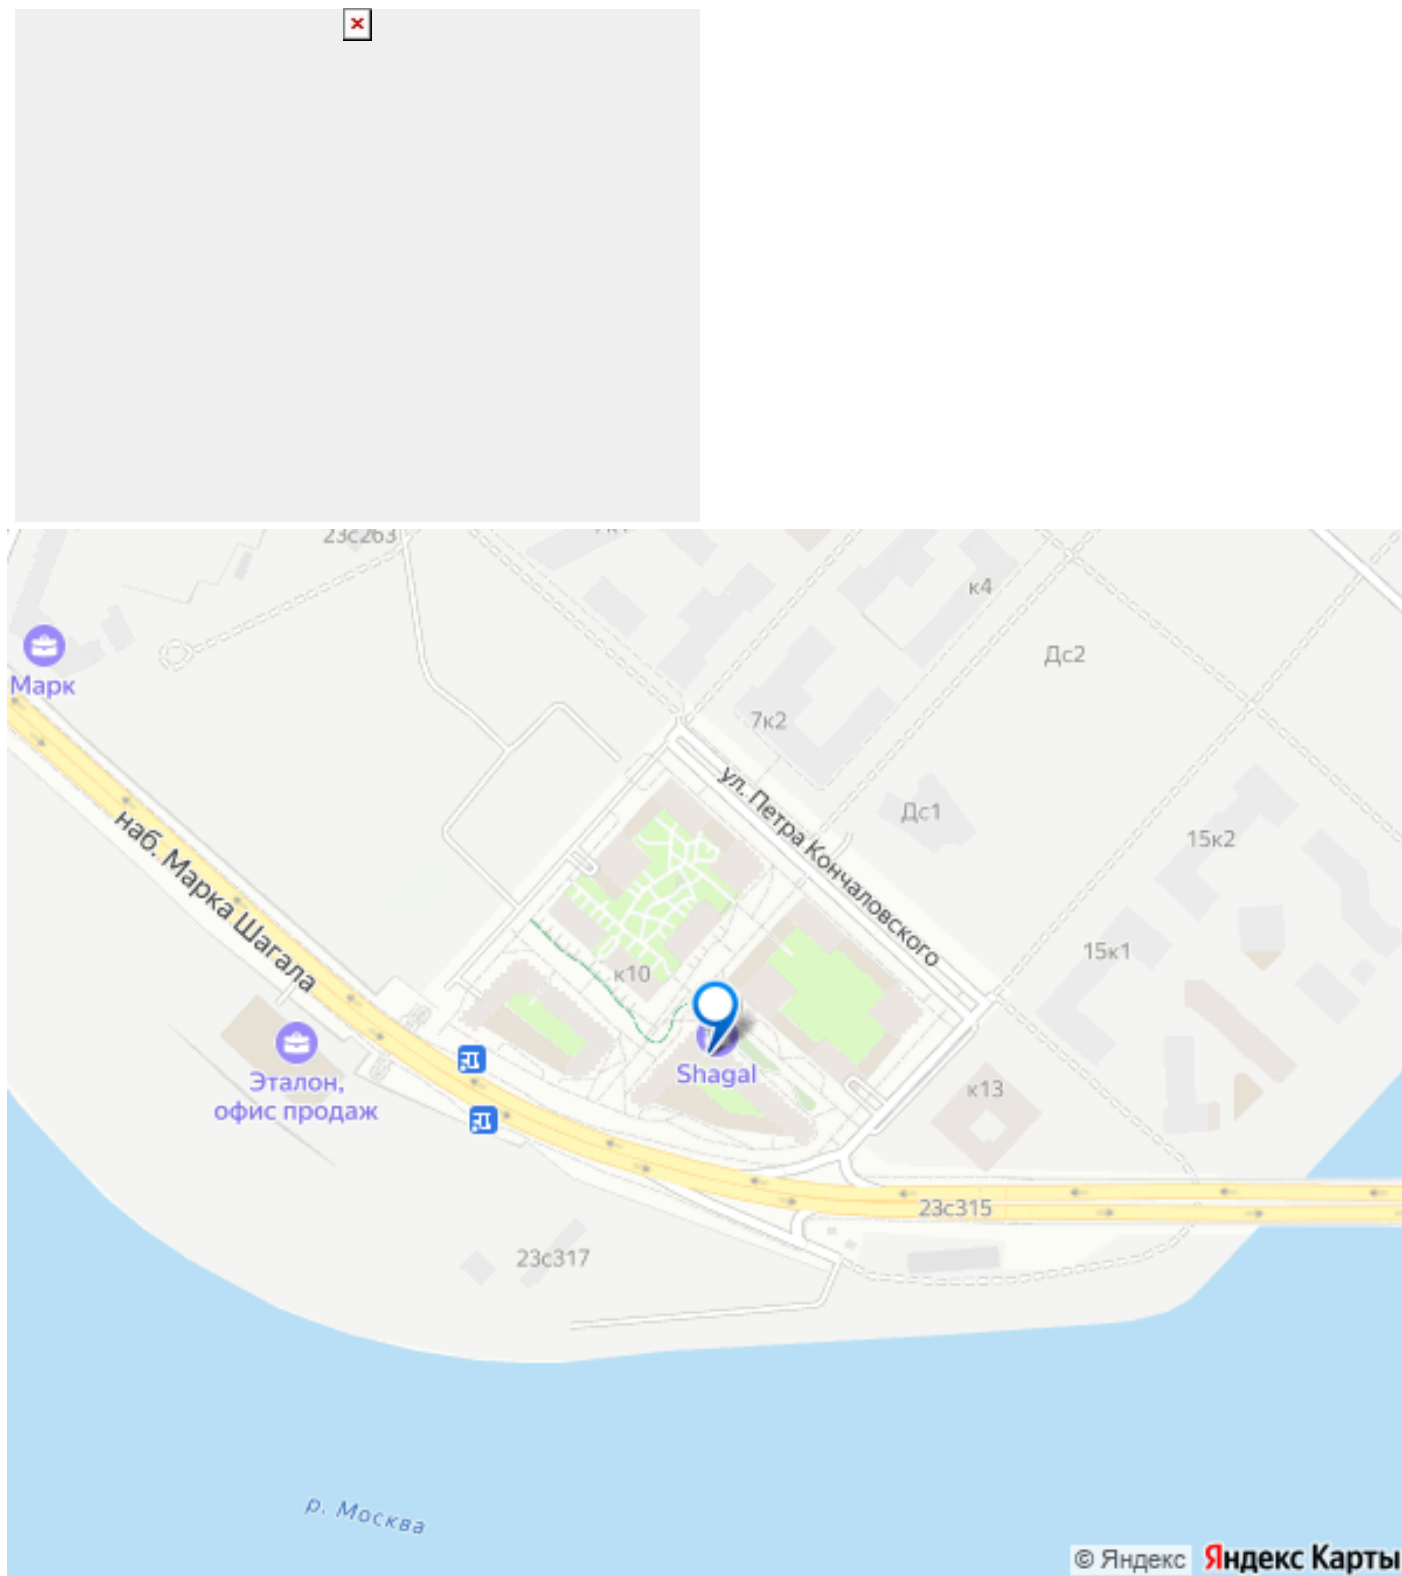 23с263
к4
Дс2
Марк
7к2
ул. Петра Кончаловского
Дс1
15к2
наб. Марка Шагала
15к1
к10
Shagal
Эталон,
офис продаж
к13
23с315
23с317
р. Москва
© Яндекс Яндекс Карты